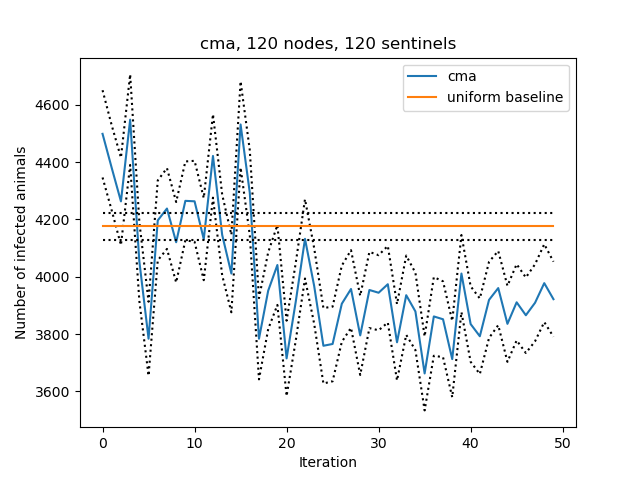 cma, 120 nodes, 120 sentinels
cma
uniform baseline
Number of infected animals
4600
4400
4200
4000
3800
3600
0
10
20
30
40
50
Iteration